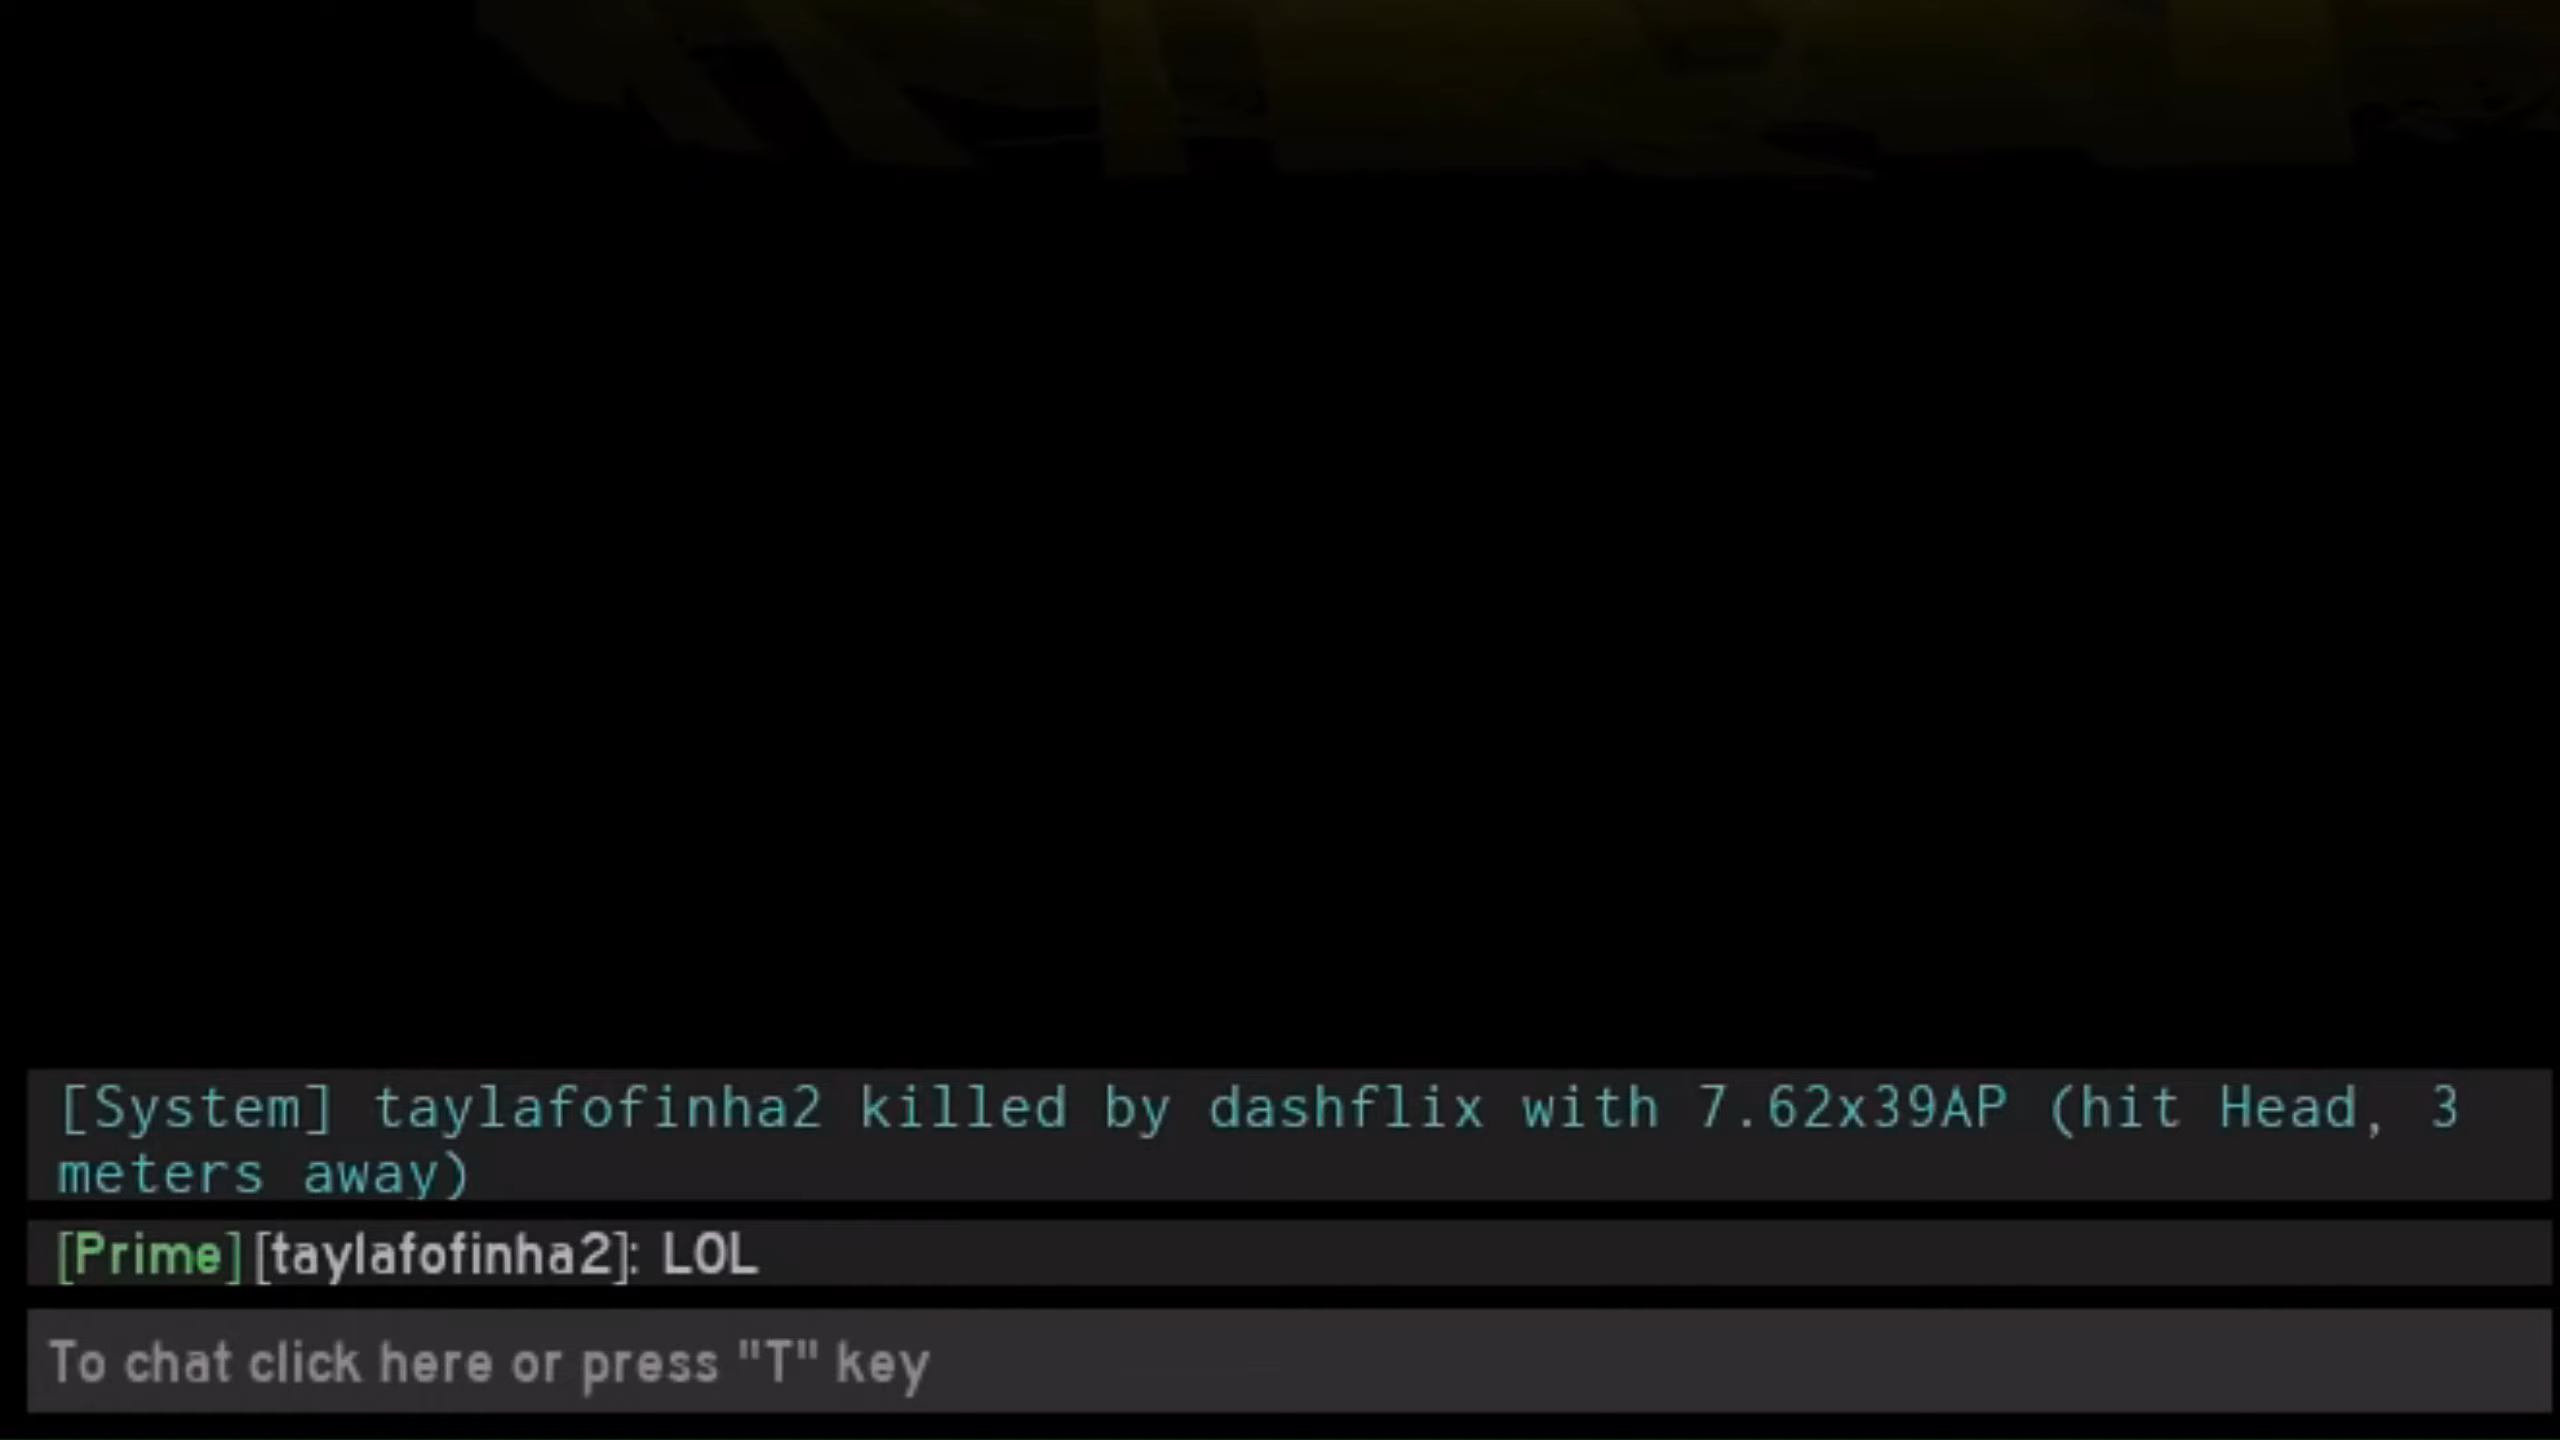 [System] taylafofinha2 killed by dashflix with 7.62x39AP (hit Head, 3
meters away)
[Prime][taylafofinha2]: LOL
To chat click here or press "T" key